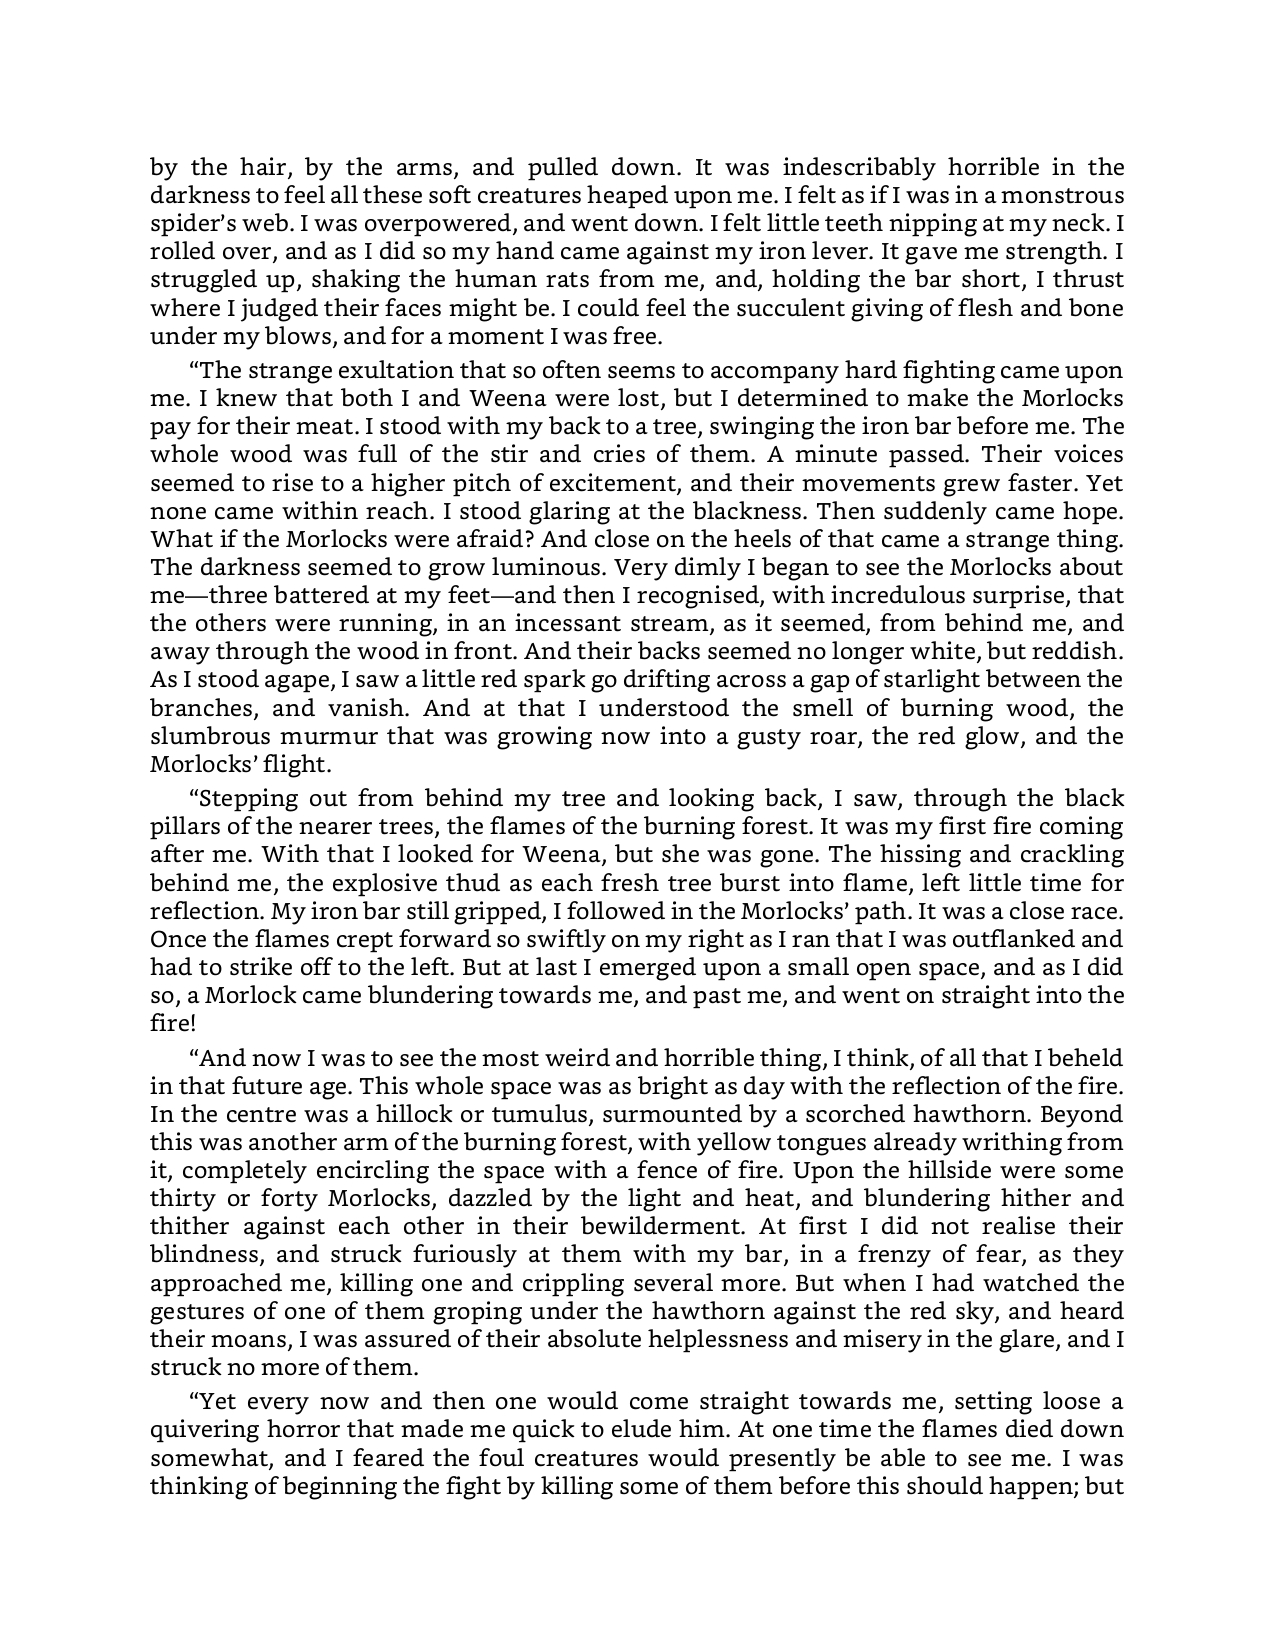 by the hair, by the arms, and pulled down. It was indescribably horrible in the
darkness to feel all these soft creatures heaped upon me. I felt as if I was in a monstrous
spider’s web. I was overpowered, and went down. I felt little teeth nipping at my neck. I
rolled over, and as I did so my hand came against my iron lever. It gave me strength. I
struggled up, shaking the human rats from me, and, holding the bar short, I thrust
where I judged their faces might be. I could feel the succulent giving of flesh and bone
under my blows, and for a moment I was free.
“The strange exultation that so often seems to accompany hard fighting came upon
me. I knew that both I and Weena were lost, but I determined to make the Morlocks
pay for their meat. I stood with my back to a tree, swinging the iron bar before me. The
whole wood was full of the stir and cries of them. A minute passed. Their voices
seemed to rise to a higher pitch of excitement, and their movements grew faster. Yet
none came within reach. I stood glaring at the blackness. Then suddenly came hope.
What if the Morlocks were afraid? And close on the heels of that came a strange thing.
The darkness seemed to grow luminous. Very dimly I began to see the Morlocks about
me—three battered at my feet—and then I recognised, with incredulous surprise, that
the others were running, in an incessant stream, as it seemed, from behind me, and
away through the wood in front. And their backs seemed no longer white, but reddish.
As I stood agape, I saw a little red spark go drifting across a gap of starlight between the
branches, and vanish. And at that I understood the smell of burning wood, the
slumbrous murmur that was growing now into a gusty roar, the red glow, and the
Morlocks’ flight.
“Stepping out from behind my tree and looking back, I saw, through the black
pillars of the nearer trees, the flames of the burning forest. It was my first fire coming
after me. With that I looked for Weena, but she was gone. The hissing and crackling
behind me, the explosive thud as each fresh tree burst into flame, left little time for
reflection. My iron bar still gripped, I followed in the Morlocks’ path. It was a close race.
Once the flames crept forward so swiftly on my right as I ran that I was outflanked and
had to strike off to the left. But at last I emerged upon a small open space, and as I did
so, a Morlock came blundering towards me, and past me, and went on straight into the
fire!
“And now I was to see the most weird and horrible thing, I think, of all that I beheld
in that future age. This whole space was as bright as day with the reflection of the fire.
In the centre was a hillock or tumulus, surmounted by a scorched hawthorn. Beyond
this was another arm of the burning forest, with yellow tongues already writhing from
it, completely encircling the space with a fence of fire. Upon the hillside were some
thirty or forty Morlocks, dazzled by the light and heat, and blundering hither and
thither against each other in their bewilderment. At first I did not realise their
blindness, and struck furiously at them with my bar, in a frenzy of fear, as they
approached me, killing one and crippling several more. But when I had watched the
gestures of one of them groping under the hawthorn against the red sky, and heard
their moans, I was assured of their absolute helplessness and misery in the glare, and I
struck no more of them.
“Yet every now and then one would come straight towards me, setting loose a
quivering horror that made me quick to elude him. At one time the flames died down
somewhat, and I feared the foul creatures would presently be able to see me. I was
thinking of beginning the fight by killing some of them before this should happen; but